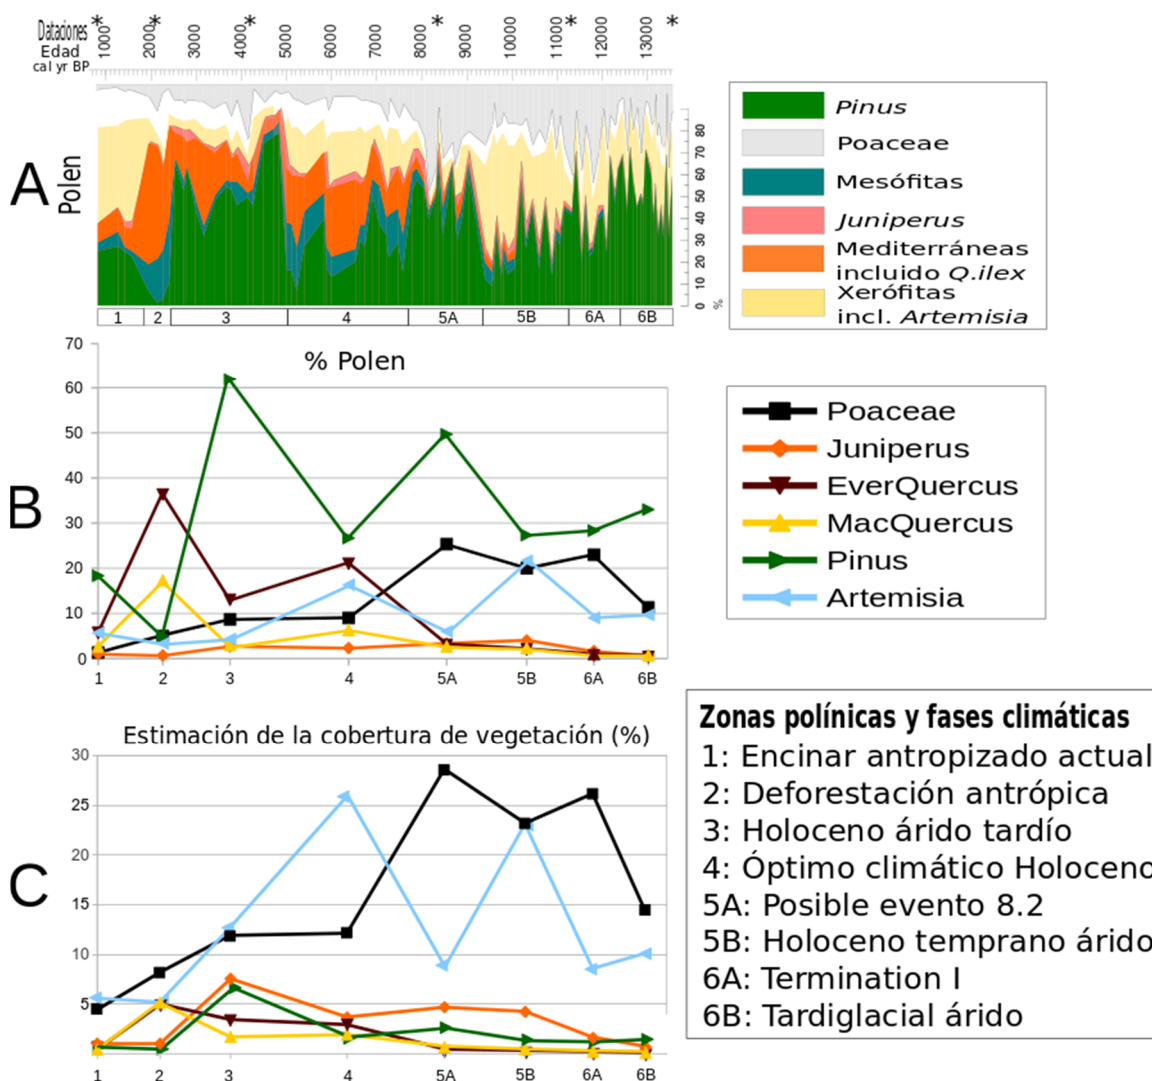 Dataciones * * * * * *
Edad
cal yr BP
1000 2000 3000 4000 5000 6000 7000 8000 9000 10000 11000 12000 13000
A
Polen
0 10 20 30 40 50 60 70 80
%
1 2 3 4 5A 5B 6A 6B
Pinus
Poaceae
Mesófitas
Juniperus
Mediterráneas
incluido Q.ilex
Xerófitas
incl. Artemisia
B
% Polen
70
60
50
40
30
20
10
0
1 2 3 4 5A 5B 6A 6B
Poaceae
Juniperus
EverQuercus
MacQuercus
Pinus
Artemisia
C
Estimación de la cobertura de vegetación (%)
30
25
20
15
10
5
1 2 3 4 5A 5B 6A 6B
Zonas polínicas y fases climáticas
1: Encinar antropizado actual
2: Deforestación antrópica
3: Holoceno árido tardío
4: Óptimo climático Holoceno
5A: Posible evento 8.2
5B: Holoceno temprano árido
6A: Termination I
6B: Tardiglacial árido